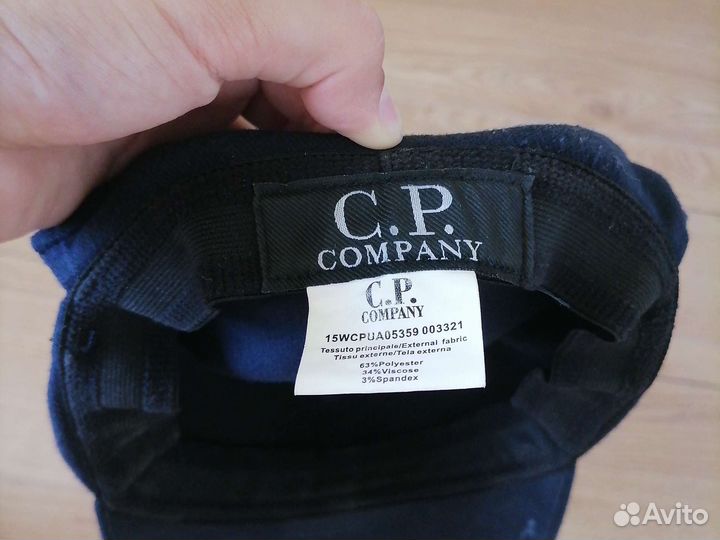 C.P.
COMPANY
C.P.
COMPANY
15WCPUA05359 003321
Tessuto principale/External fabric
Tissu externe/Tela externa
63%Polyester
34%Viscose
3%Spandex
Avito